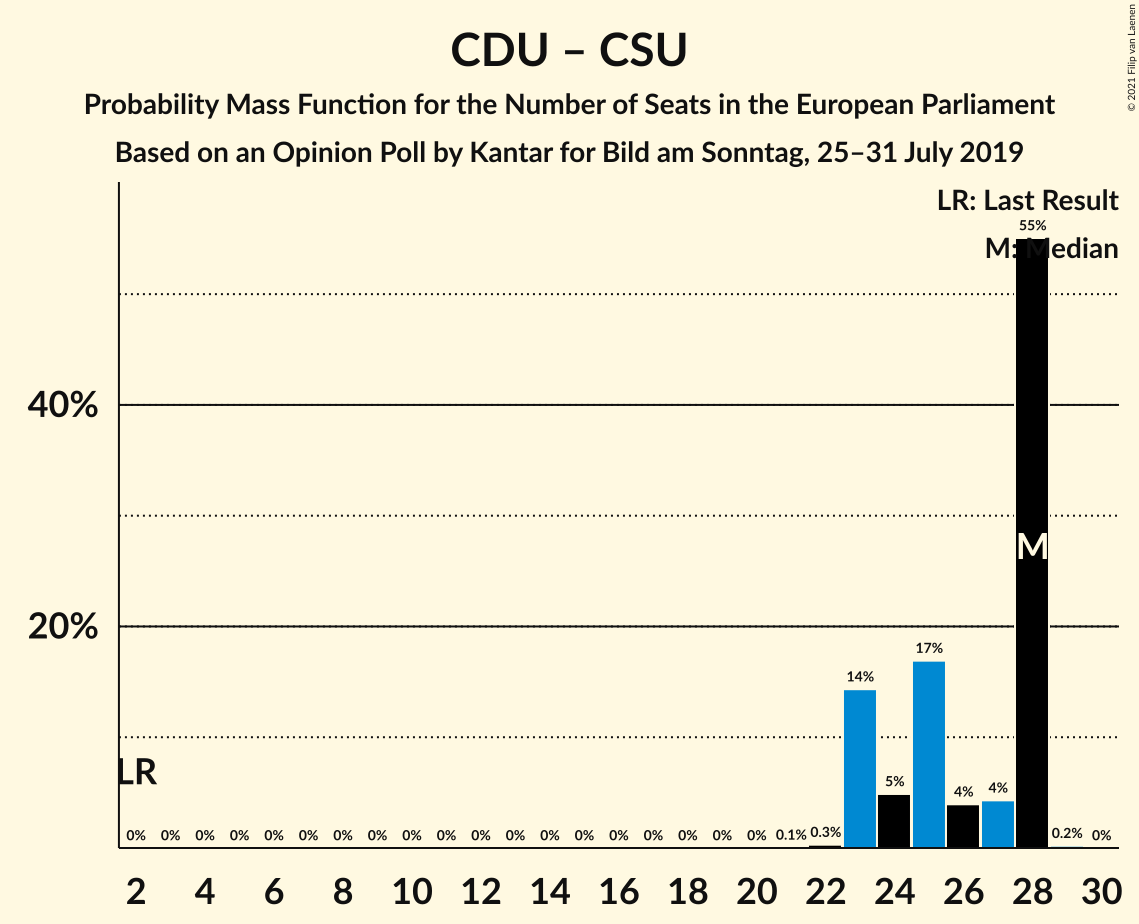 CDU – CSU
Probability Mass Function for the Number of Seats in the European Parliament
Based on an Opinion Poll by Kantar for Bild am Sonntag, 25–31 July 2019
© 2021 Filip van Laenen
LR: Last Result
55%
M: Median
40%
M
20%
17%
14%
LR
5%
4%
4%
0% 0% 0% 0% 0% 0% 0% 0% 0% 0% 0% 0% 0% 0% 0% 0% 0% 0% 0% 0.1% 0.3% 0.2% 0%
2 4 6 8 10 12 14 16 18 20 22 24 26 28 30